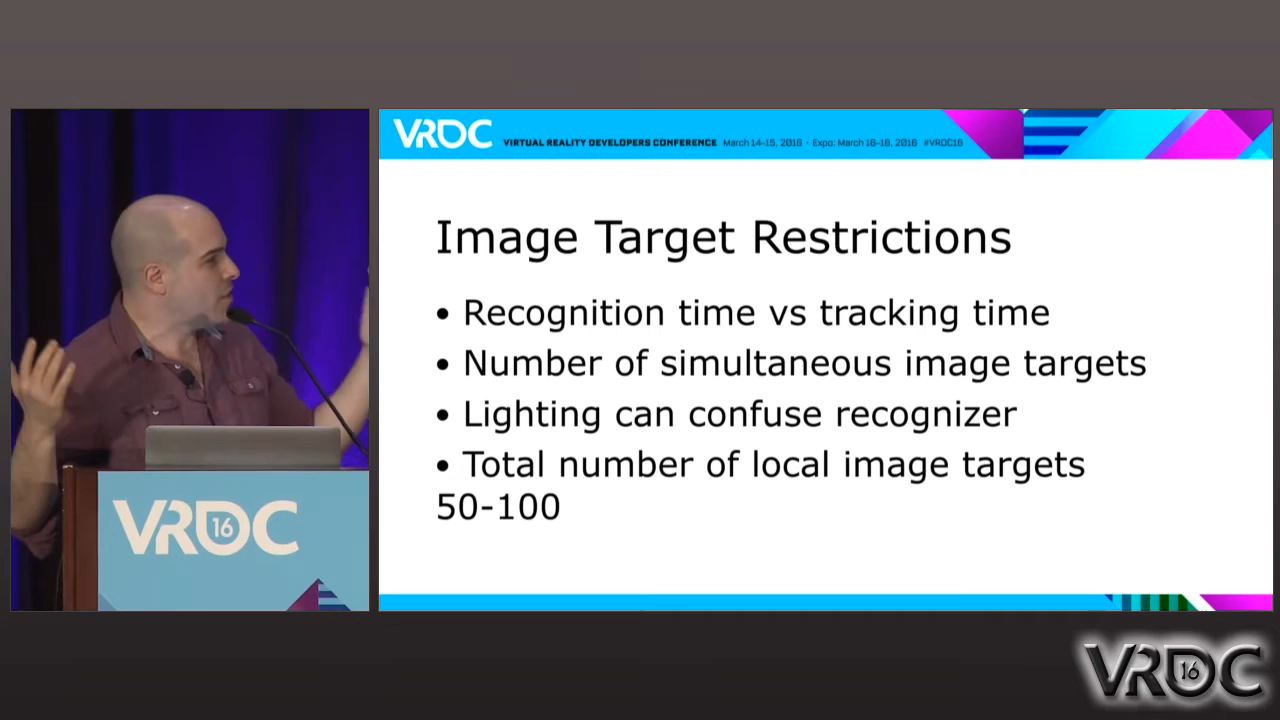 VRDC VIRTUAL REALITY DEVELOPERS CONFERENCE March 14-15, 2016 · Expo: March 16-18, 2016 #VRDC16
Image Target Restrictions
• Recognition time vs tracking time
• Number of simultaneous image targets
• Lighting can confuse recognizer
• Total number of local image targets
50-100
VRDC 16
VRDC 16